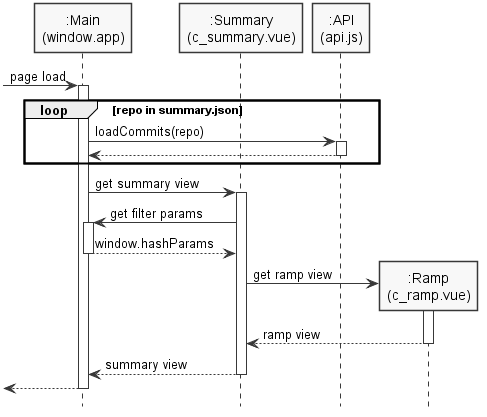 :Main
(window.app)
:Summary
(c_summary.vue)
:API
(api.js)
page load
loop
[repo in summary.json]
loadCommits(repo)
get summary view
get filter params
window.hashParams
get ramp view
:Ramp
(c_ramp.vue)
ramp view
summary view